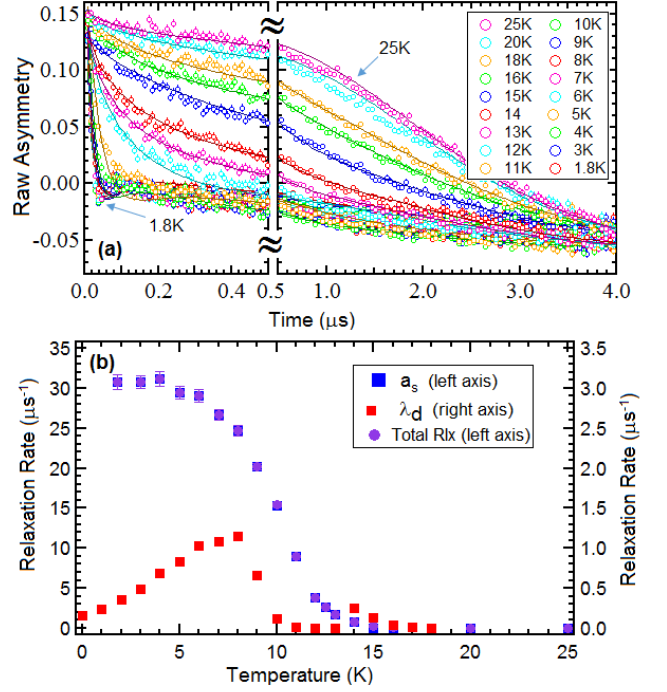 0.15
0.10
0.05
0.00
-0.05
Raw Asymmetry
25K
1.8K
(a)
25K 10K
20K 9K
18K 8K
16K 7K
15K 6K
14 5K
13K 4K
12K 3K
11K 1.8K
≈ ≈
0.0 0.2 0.4 0.5 1.0 2.0 3.0 4.0
Time (μs)
(b)
35
30
25
20
15
10
5
0
Relaxation Rate (μs⁻¹)
as (left axis)
λd (right axis)
Total Rlx (left axis)
3.5
3.0
2.5
2.0
1.5
1.0
0.5
0.0
Relaxation Rate (μs⁻¹)
0 5 10 15 20 25
Temperature (K)